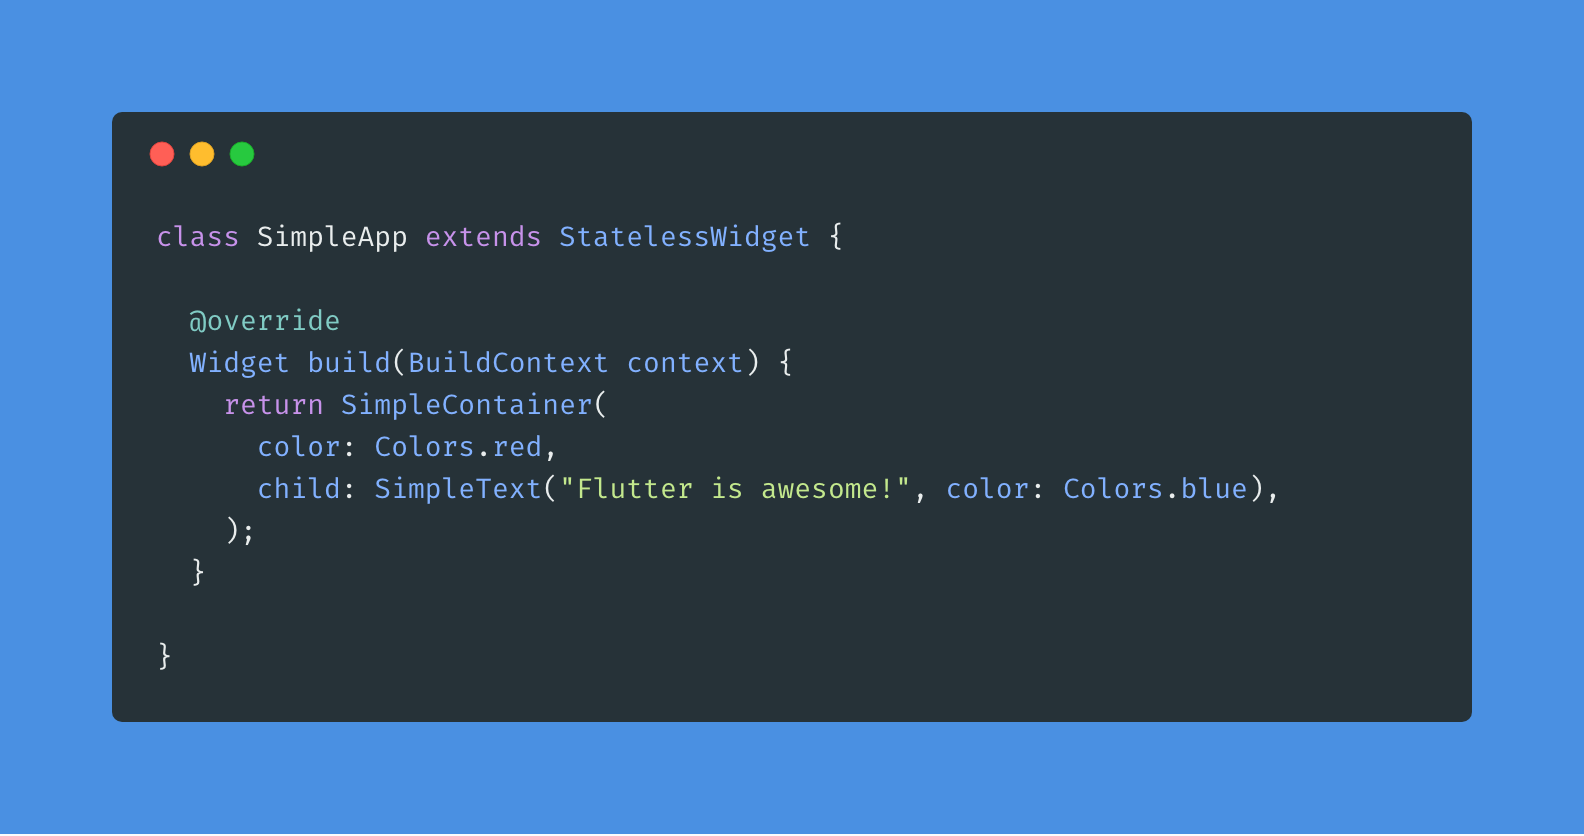 class SimpleApp extends StatelessWidget {
@override
Widget build(BuildContext context) {
return SimpleContainer(
color: Colors.red,
child: SimpleText("Flutter is awesome!", color: Colors.blue),
);
}
}